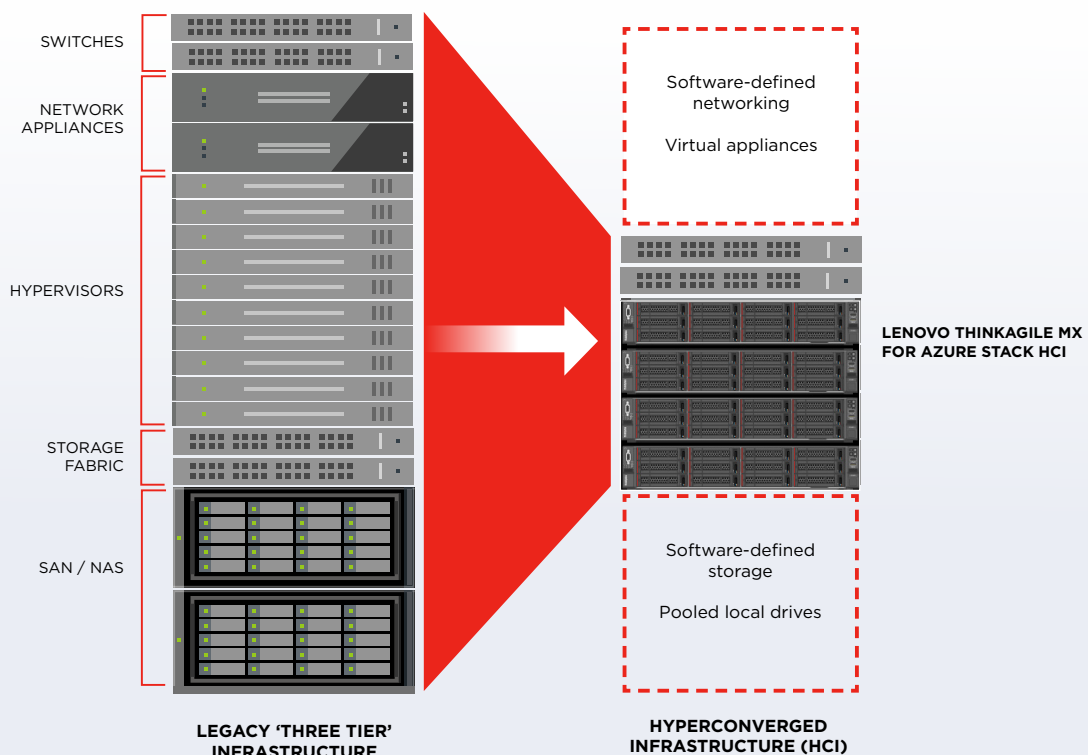 SWITCHES
NETWORK
APPLIANCES
HYPERVISORS
STORAGE
FABRIC
SAN / NAS
LEGACY ‘THREE TIER’
INFRASTRUCTURE
Software-defined
networking
Virtual appliances
LENOVO THINKAGILE MX
FOR AZURE STACK HCI
Software-defined
storage
Pooled local drives
HYPERCONVERGED
INFRASTRUCTURE (HCI)